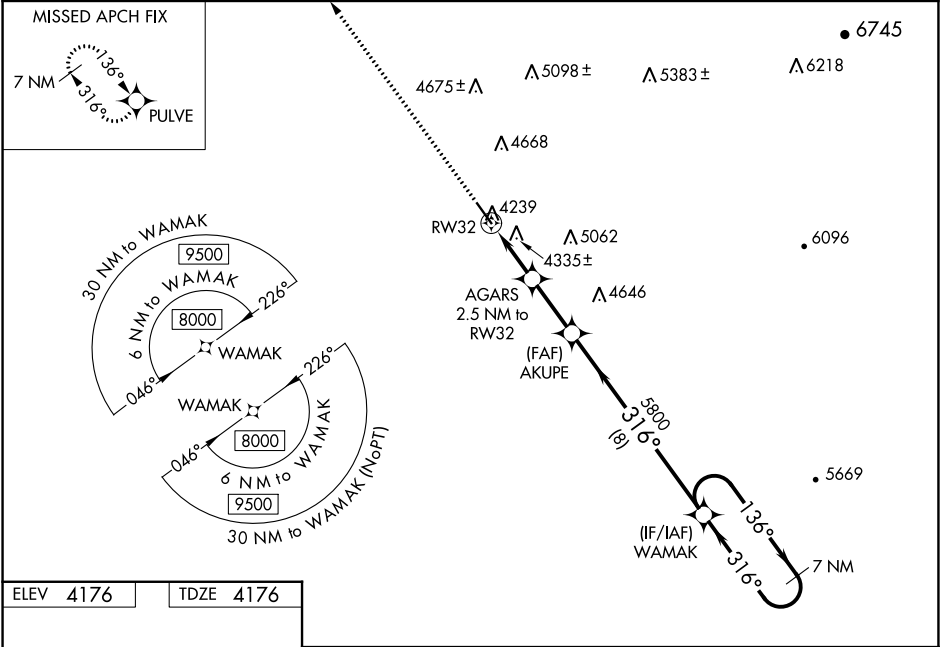 MISSED APCH FIX
7 NM
136°
316°
PULVE
6745
6218
5383±
5098±
4675±
4668
4239
RW32
4335±
5062
6096
AGARS
2.5 NM to
RW32
4646
(FAF)
AKUPE
5800
316°
(8)
5669
(IF/IAF)
WAMAK
136°
316°
7 NM
30 NM to WAMAK
9500
6 NM to WAMAK
8000
226°
046°
WAMAK
WAMAK
226°
046°
8000
6 NM to WAMAK
9500
30 NM to WAMAK (NoPT)
ELEV 4176
TDZE 4176